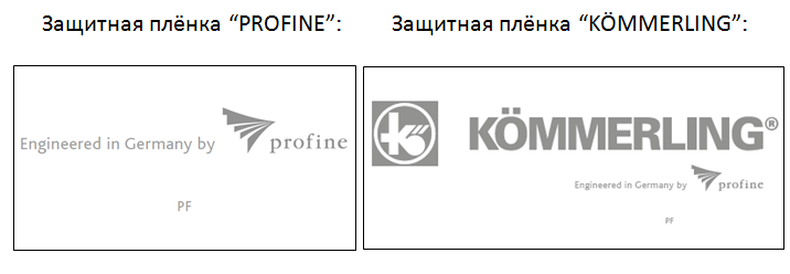 Защитная плёнка “PROFINE”:
Engineered in Germany by profine
PF
Защитная плёнка “KÖMMERLING”:
KÖMMERLING®
Engineered in Germany by profine
PF